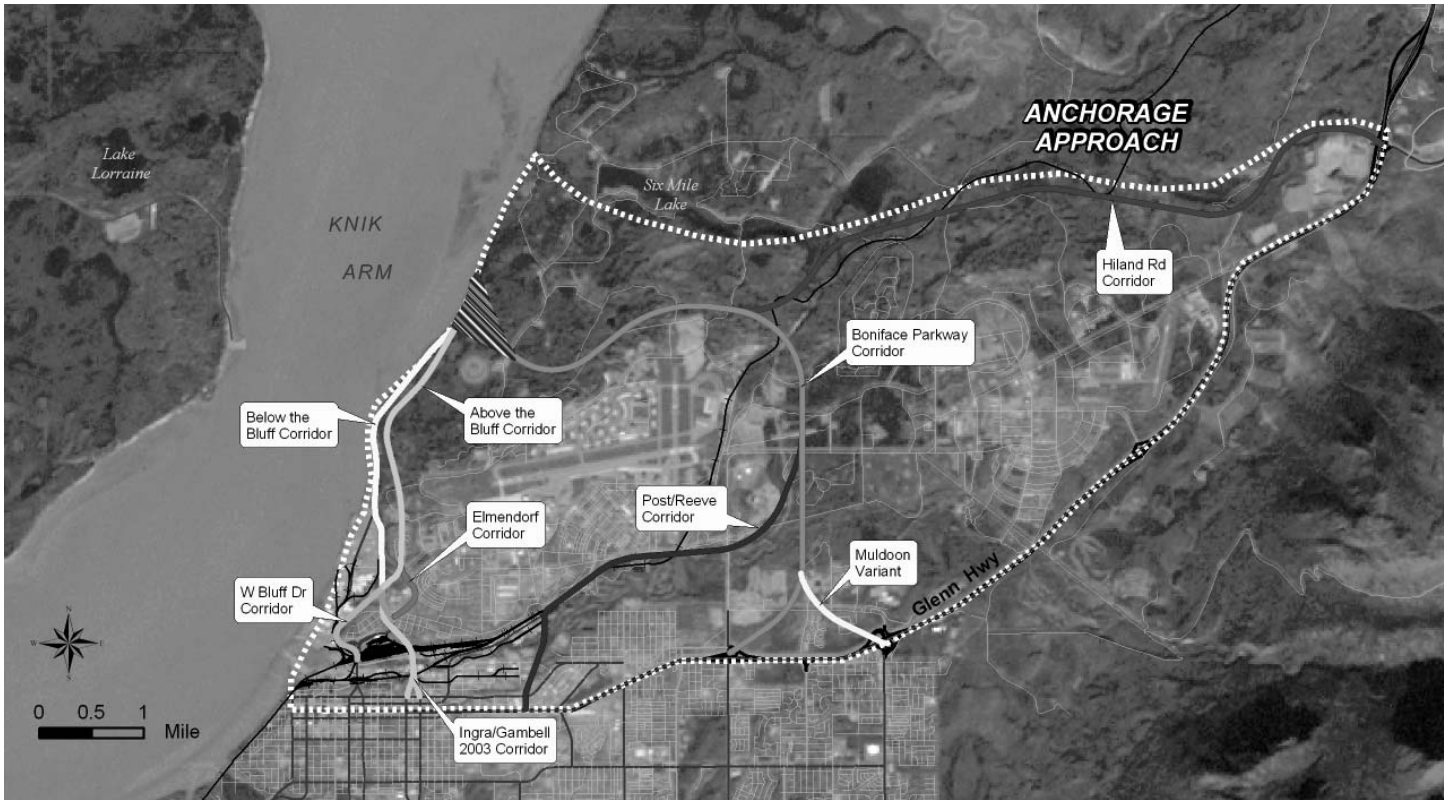 ANCHORAGE
APPROACH
Lake
Lorraine
KNIK
ARM
Six Mile
Lake
Hiland Rd
Corridor
Boniface Parkway
Corridor
Below the
Bluff Corridor
Above the
Bluff Corridor
Post/Reeve
Corridor
Elmendorf
Corridor
Muldoon
Variant
W Bluff Dr
Corridor
Glenn Hwy
N
W
E
S
0 0.5 1
Mile
Ingra/Gambell
2003 Corridor